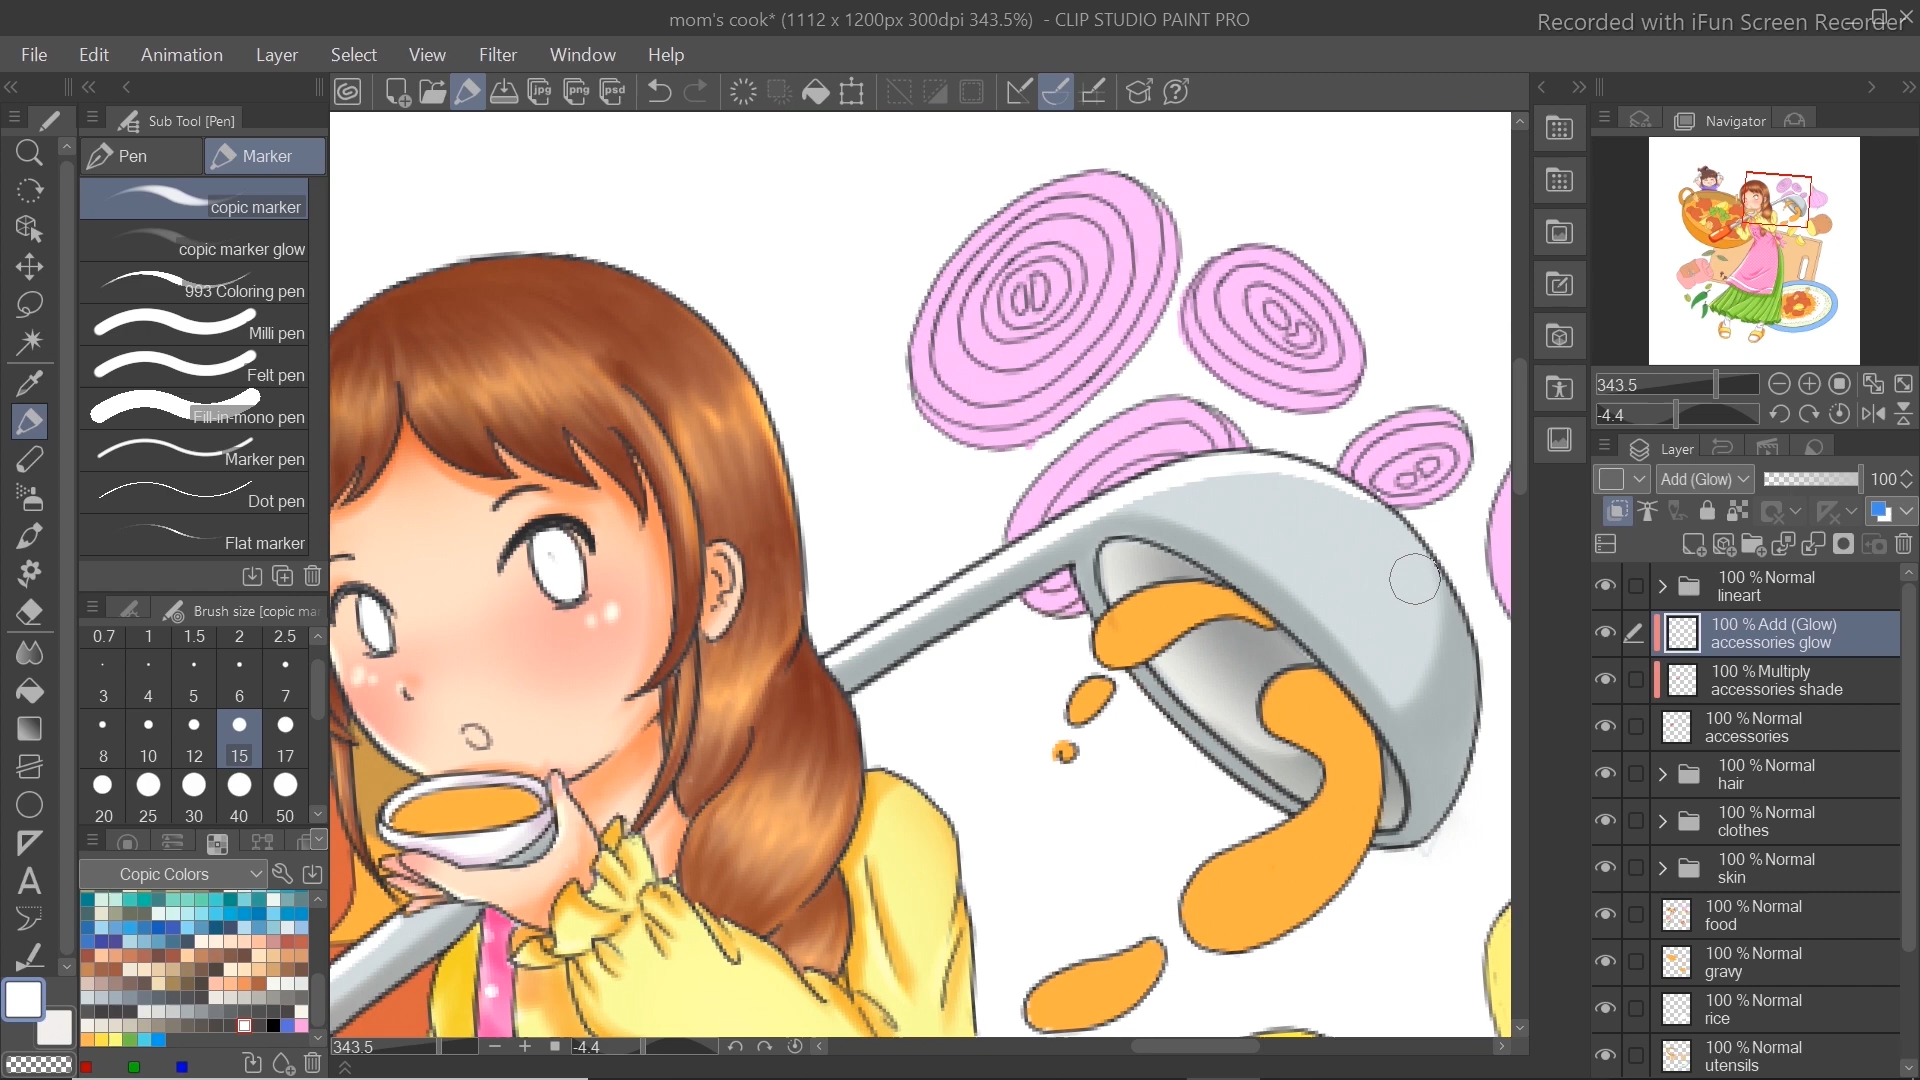 mom's cook* (1112 x 1200px 300dpi 343.5%) - CLIP STUDIO PAINT PRO
Recorded with iFun Screen Recorder
File Edit Animation Layer Select View Filter Window Help
jpg png psd
Sub Tool [Pen]
Navigator
Pen Marker
copic marker
copic marker glow
993 Coloring pen
Milli pen
Felt pen
Fill-in-mono pen
Marker pen
Dot pen
Flat marker
Brush size [copic ma
0.7 1 1.5 2 2.5
3 4 5 6 7
8 10 12 15 17
20 25 30 40 50
Copic Colors
343.5 -4.4
343.5
-4.4
Layer
Add (Glow) 100
100 % Normal
lineart
100 % Add (Glow)
accessories glow
100 % Multiply
accessories shade
100 % Normal
accessories
100 % Normal
hair
100 % Normal
clothes
100 % Normal
skin
100 % Normal
food
100 % Normal
gravy
100 % Normal
rice
100 % Normal
utensils